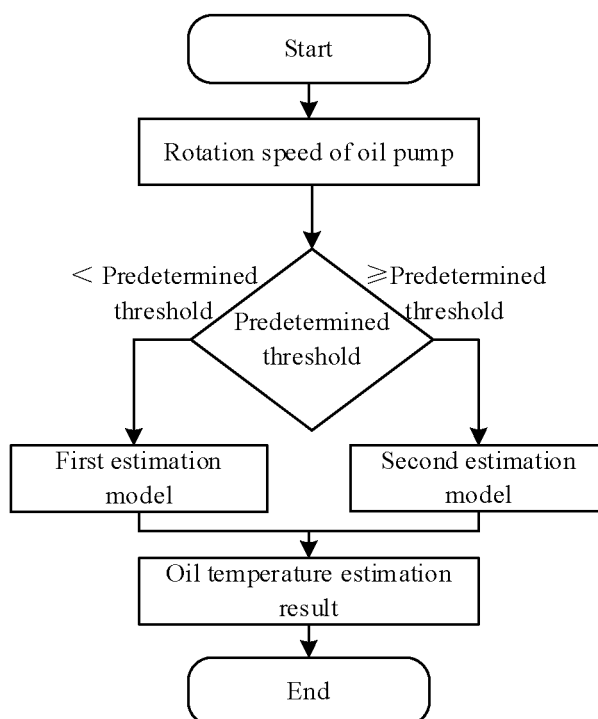 Start
Rotation speed of oil pump
< Predetermined
threshold
≥Predetermined
threshold
Predetermined
threshold
First estimation
model
Second estimation
model
Oil temperature estimation
result
End